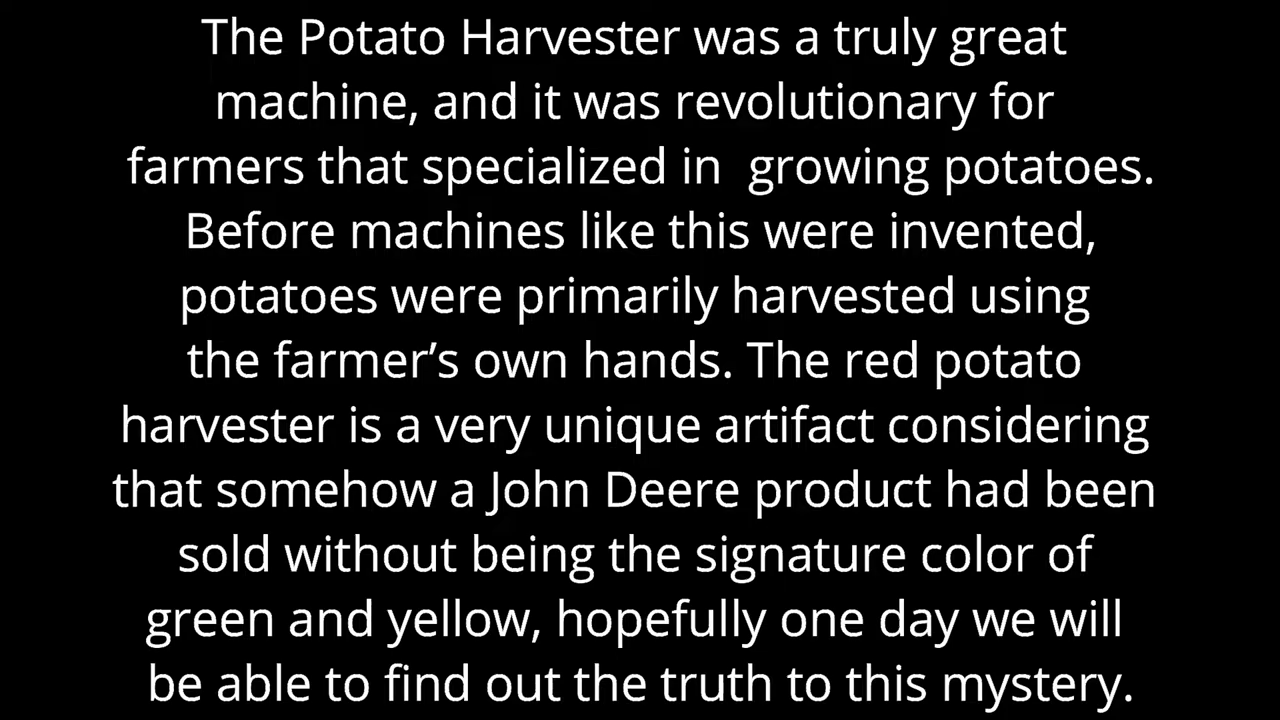 The Potato Harvester was a truly great
machine, and it was revolutionary for
farmers that specialized in  growing potatoes.
Before machines like this were invented,
potatoes were primarily harvested using
the farmer’s own hands. The red potato
harvester is a very unique artifact considering
that somehow a John Deere product had been
sold without being the signature color of
green and yellow, hopefully one day we will
be able to find out the truth to this mystery.